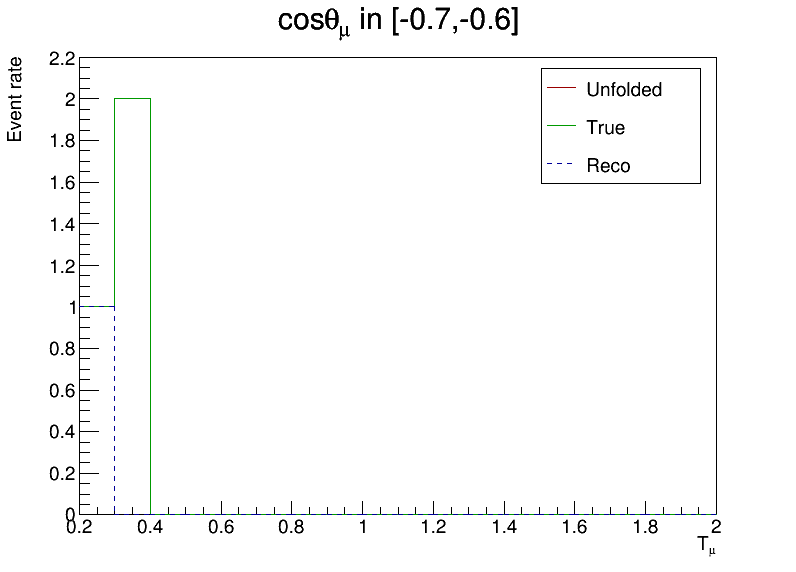 cosθμ in [-0.7,-0.6]
Event rate
2.2
2
1.8
1.6
1.4
1.2
1
0.8
0.6
0.4
0.2
0
Unfolded
True
Reco
0.2 0.4 0.6 0.8 1 1.2 1.4 1.6 1.8 2
Tμ